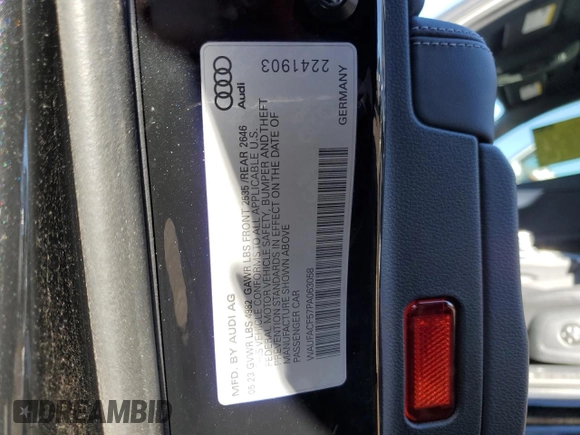 Audi
2241903
GERMANY
MFD. BY AUDI AG
05.23 GVWR LBS 4982 GAWR LBS FRONT 2535/REAR 2646
S VEHICLE CONFORMS TO ALL APPLICABLE U.S.
FEDERAL MOTOR VEHICLE SAFETY, BUMPER AND THEFT
PREVENTION STANDARDS IN EFFECT ON THE DATE OF
MANUFACTURE SHOWN ABOVE
PASSENGER CAR
WAUFACF57PA063058
DREAMBID